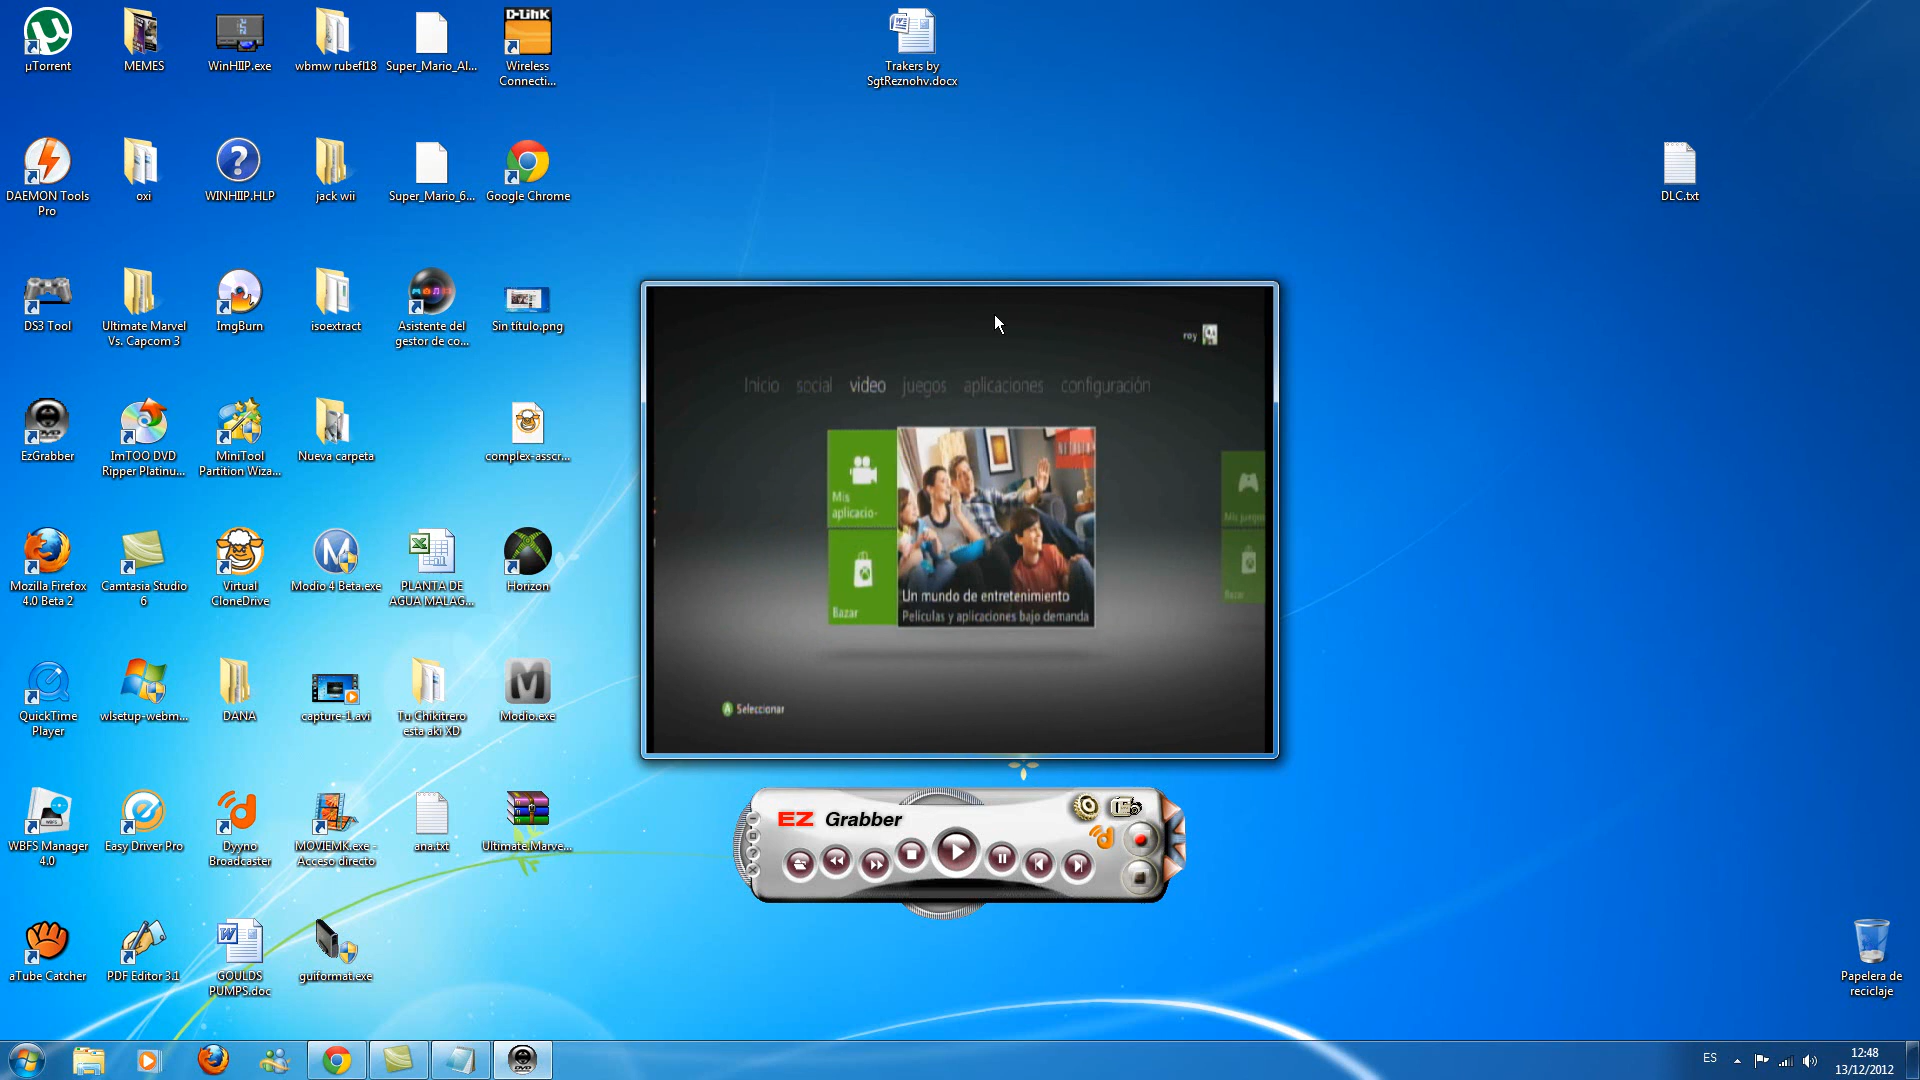 µTorrent
MEMES
WinHIIP.exe
wbmw rubefl18
Super_Mario_Al...
D-Link
Wireless
Connecti...
Trakers by
SgtReznohv.docx
DAEMON Tools
Pro
oxi
WINHIIP.HLP
jack wii
Super_Mario_6...
Google Chrome
DLC.txt
DS3 Tool
Ultimate Marvel
Vs. Capcom 3
ImgBurn
isoextract
Asistente del
gestor de co...
Sin título.png
EzGrabber
ImTOO DVD
Ripper Platinu...
MiniTool
Partition Wiza...
Nueva carpeta
complex-asscr...
Mozilla Firefox
4.0 Beta 2
Camtasia Studio
6
Virtual
CloneDrive
Modio 4 Beta.exe
PLANTA DE
AGUA MALAG...
Horizon
QuickTime
Player
wlsetup-webm...
DANA
capture-1.avi
Tu Chikitrero
esta aki XD
Modio.exe
WBFS Manager
4.0
Easy Driver Pro
Dyyno
Broadcaster
MOVIEMK.exe -
Acceso directo
ana.txt
Ultimate.Marve...
aTube Catcher
PDF Editor 3.1
GOULDS
PUMPS.doc
guiformat.exe
roy
Inicio social video juegos aplicaciones configuración
Mis
aplicacio-
Bazar
Un mundo de entretenimiento
Películas y aplicaciones bajo demanda
Mis juegos
Bazar
A Seleccionar
EZ Grabber
Papelera de
reciclaje
ES
12:48
13/12/2012